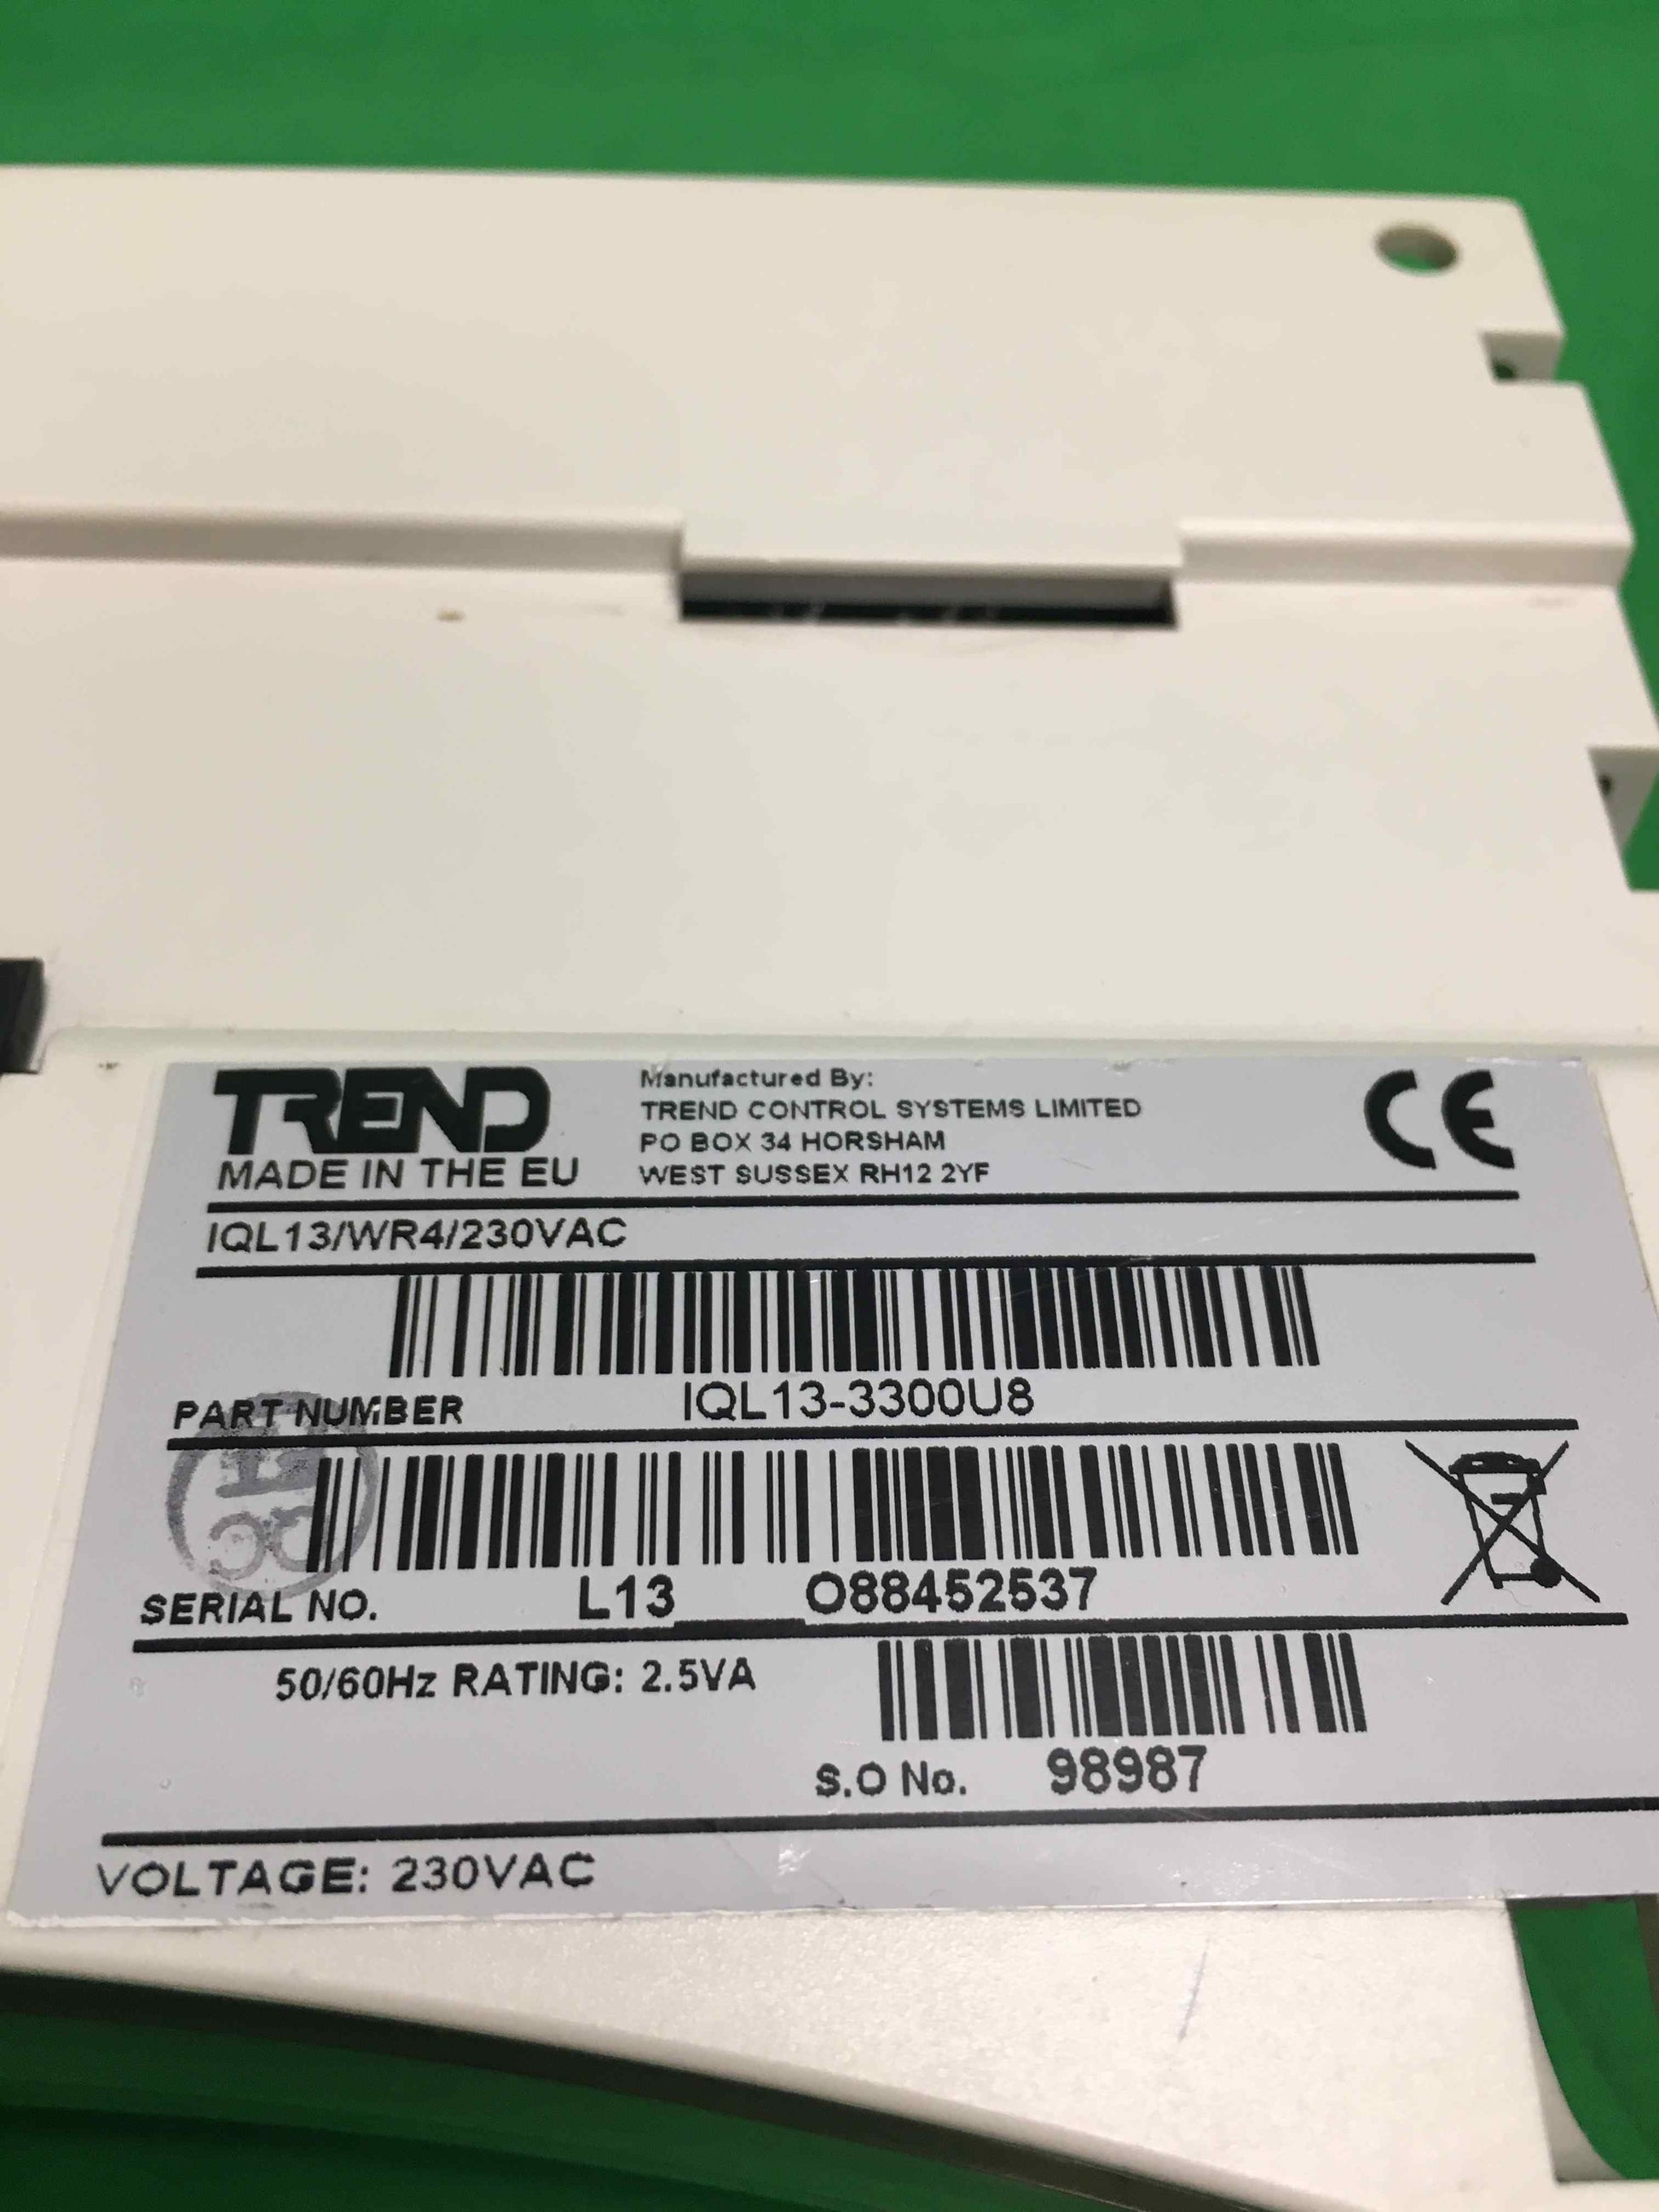 TREND
MADE IN THE EU
Manufactured By:
TREND CONTROL SYSTEMS LIMITED
PO BOX 34 HORSHAM
WEST SUSSEX RH12 2YF
CE
IQL13/WR4/230VAC
PART NUMBER IQL13-3300U8
SERIAL NO. L13 O88452537
50/60Hz RATING: 2.5VA
S.O No. 98987
VOLTAGE: 230VAC